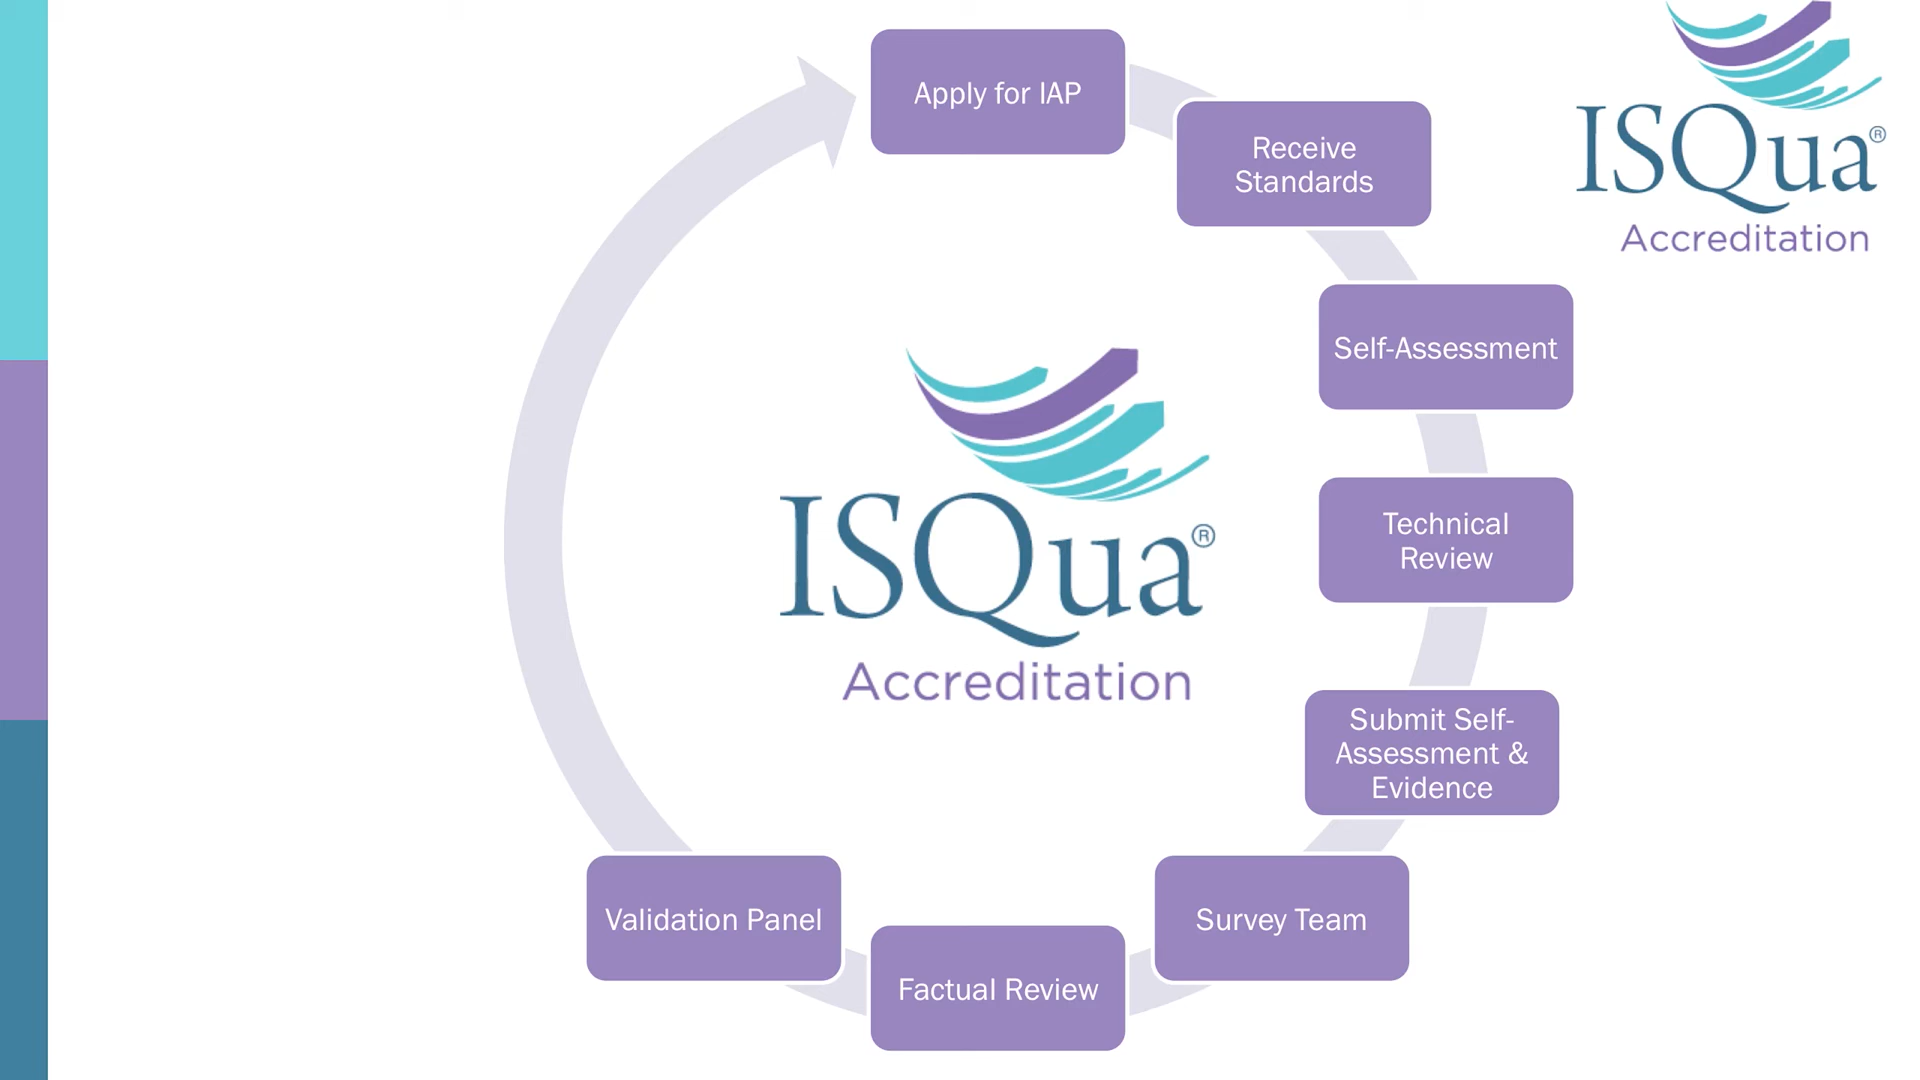 Apply for IAP
Receive
Standards
Self-Assessment
Technical
Review
Submit Self-
Assessment &
Evidence
Survey Team
Factual Review
Validation Panel
ISQua®
Accreditation
ISQua®
Accreditation